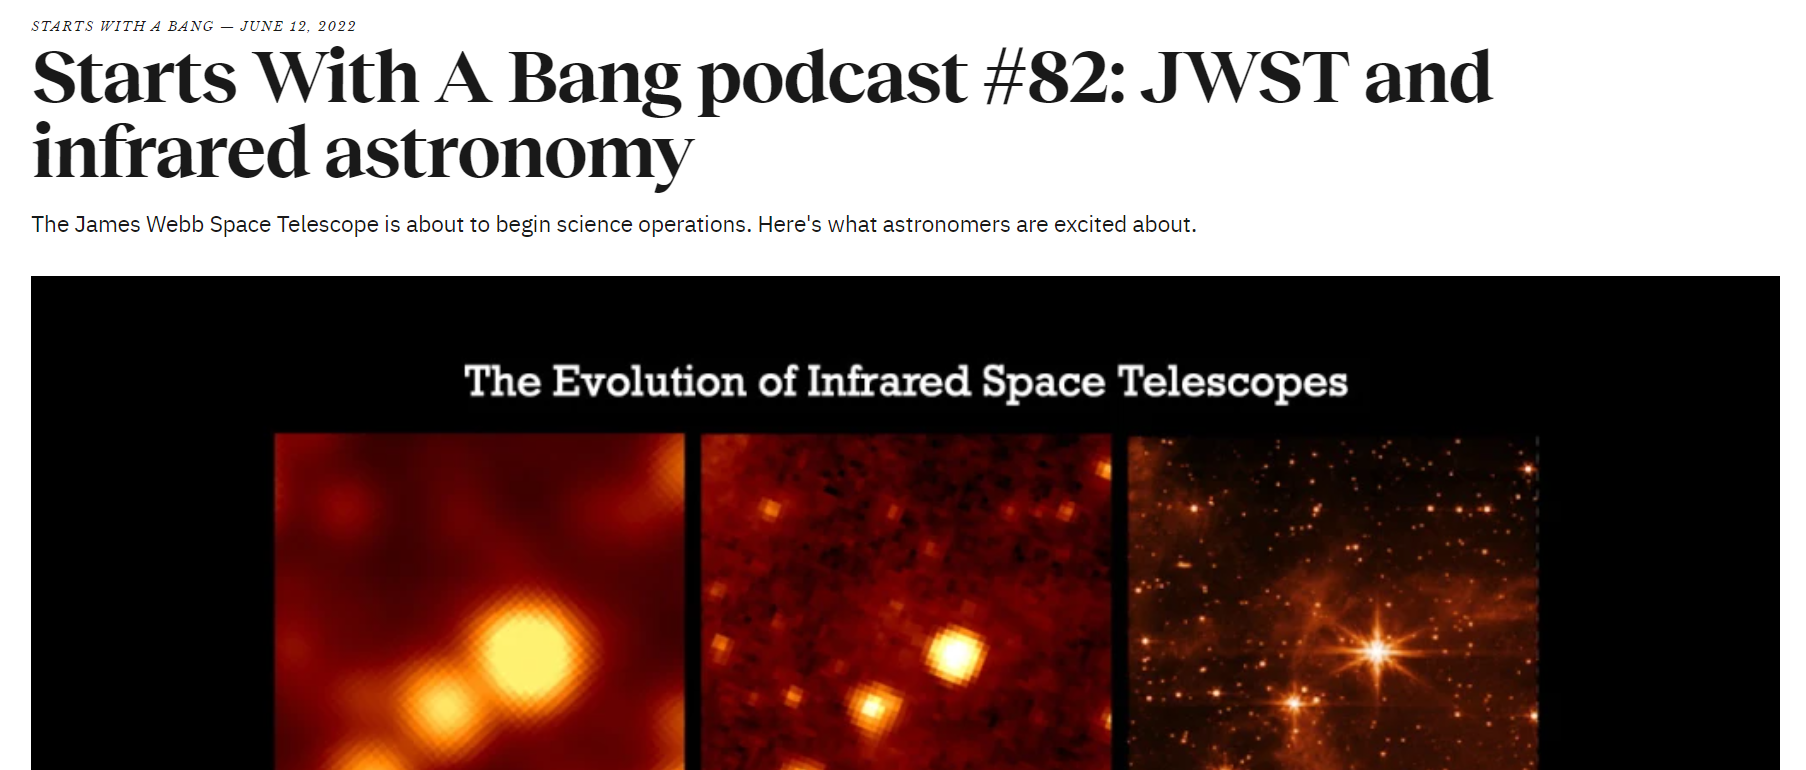 STARTS WITH A BANG — JUNE 12, 2022
Starts With A Bang podcast #82: JWST and
infrared astronomy
The James Webb Space Telescope is about to begin science operations. Here's what astronomers are excited about.
The Evolution of Infrared Space Telescopes